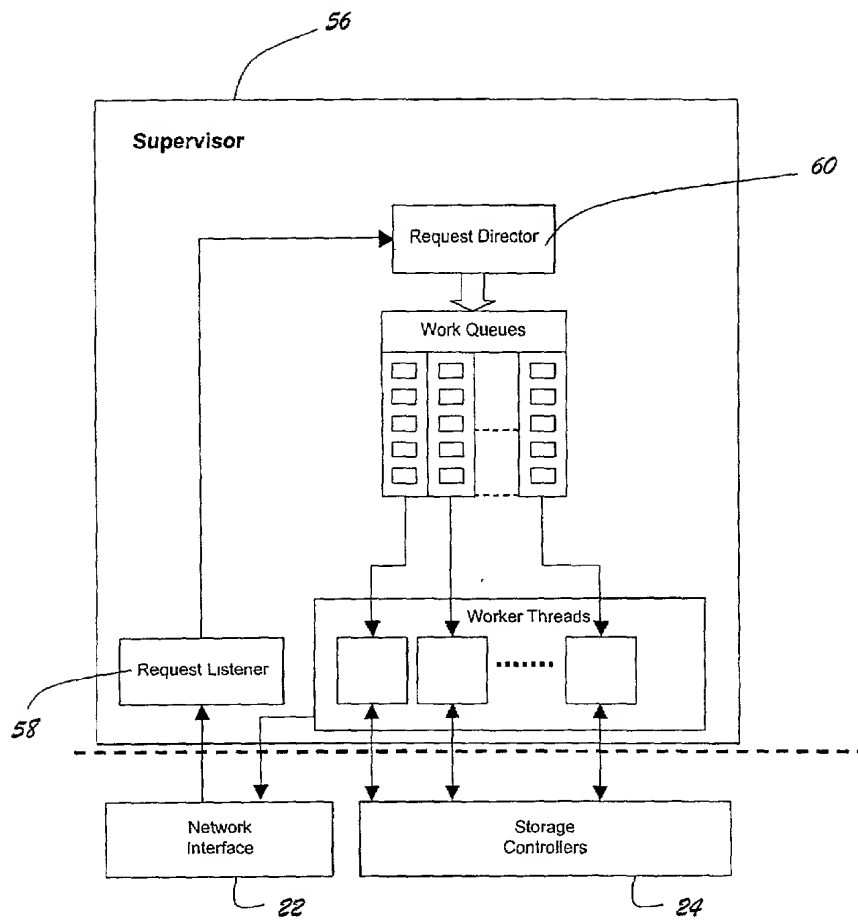 56
Supervisor
60
Request Director
Work Queues
Worker Threads
Request Listener
58
Network
Interface
Storage
Controllers
22
24